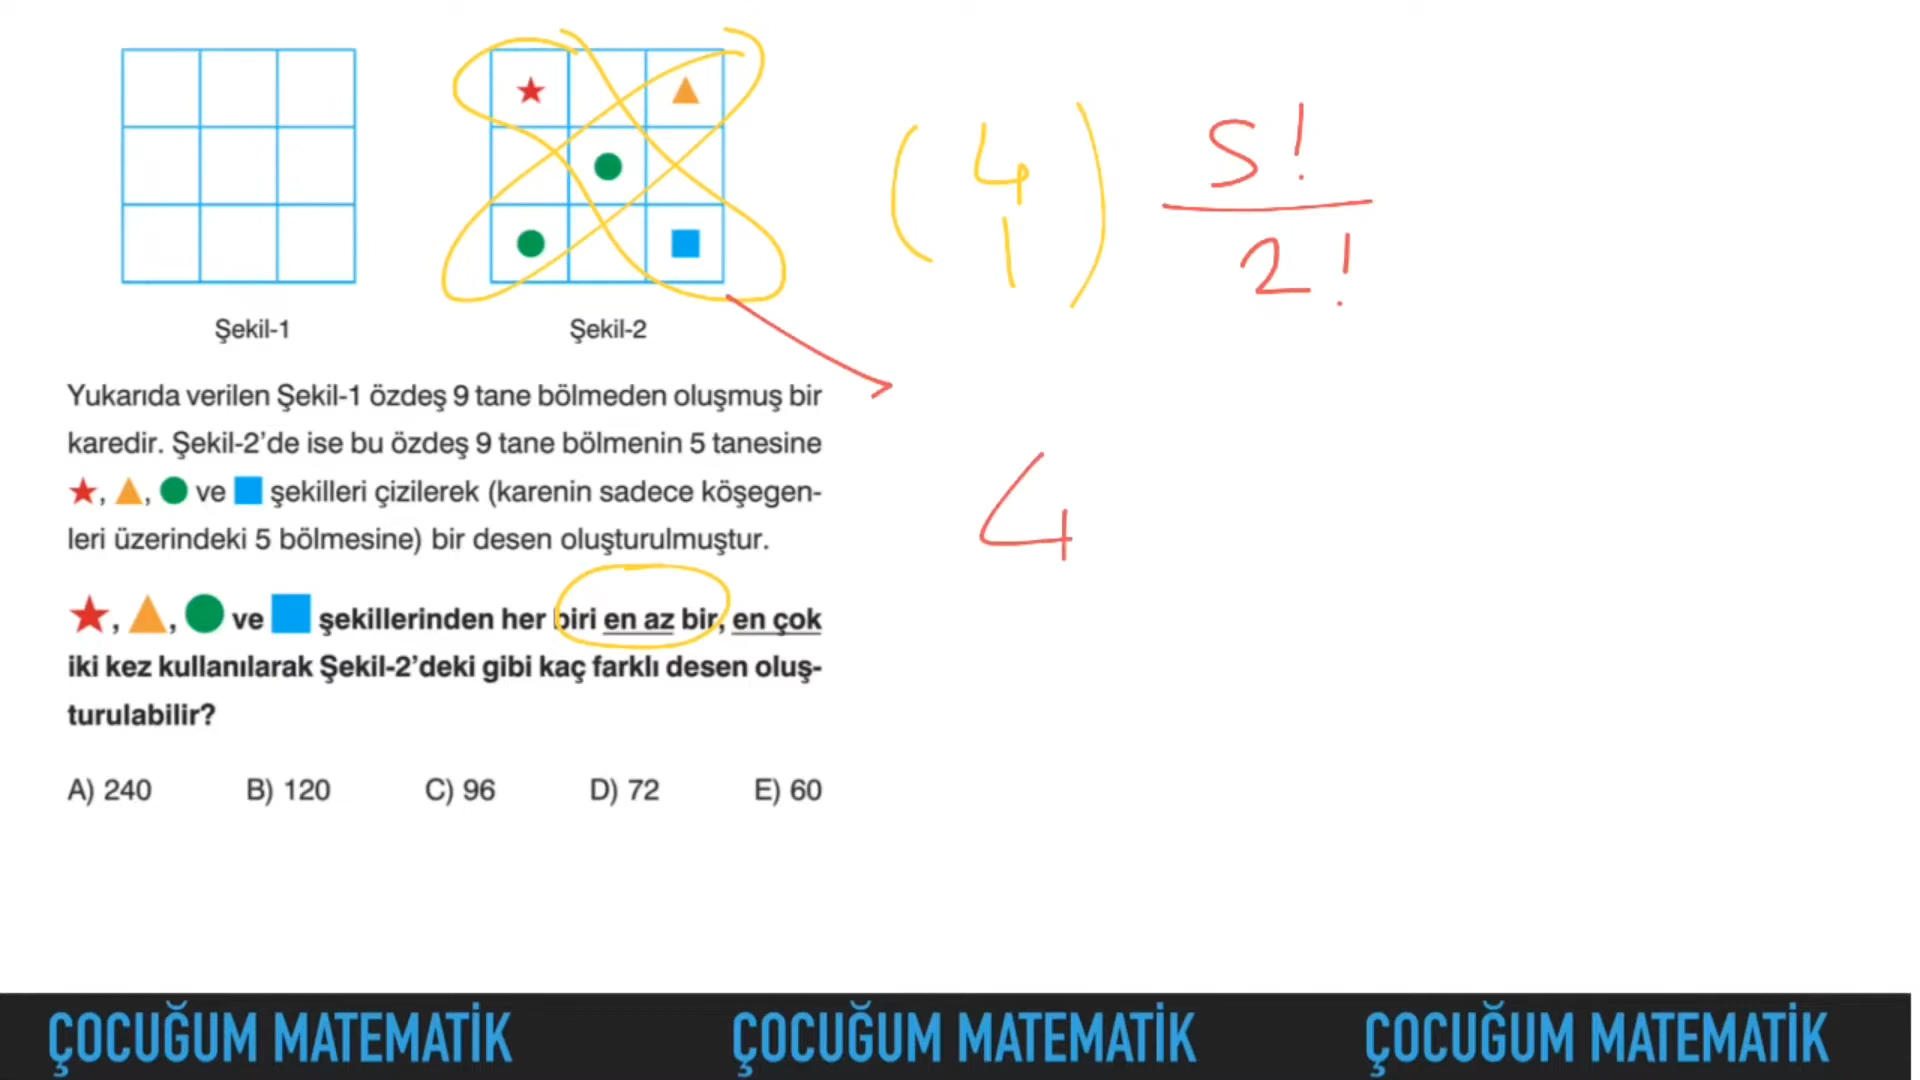 Şekil-1
Şekil-2
( 4 1 ) 5! / 2!
4
Yukarıda verilen Şekil-1 özdeş 9 tane bölmeden oluşmuş bir
karedir. Şekil-2’de ise bu özdeş 9 tane bölmenin 5 tanesine
★, ▲, ● ve ■ şekilleri çizilerek (karenin sadece köşegen-
leri üzerindeki 5 bölmesine) bir desen oluşturulmuştur.
★, ▲, ● ve ■ şekillerinden her biri en az bir, en çok
iki kez kullanılarak Şekil-2’deki gibi kaç farklı desen oluş-
turulabilir?
A) 240 B) 120 C) 96 D) 72 E) 60
ÇOCUĞUM MATEMATİK ÇOCUĞUM MATEMATİK ÇOCUĞUM MATEMATİK